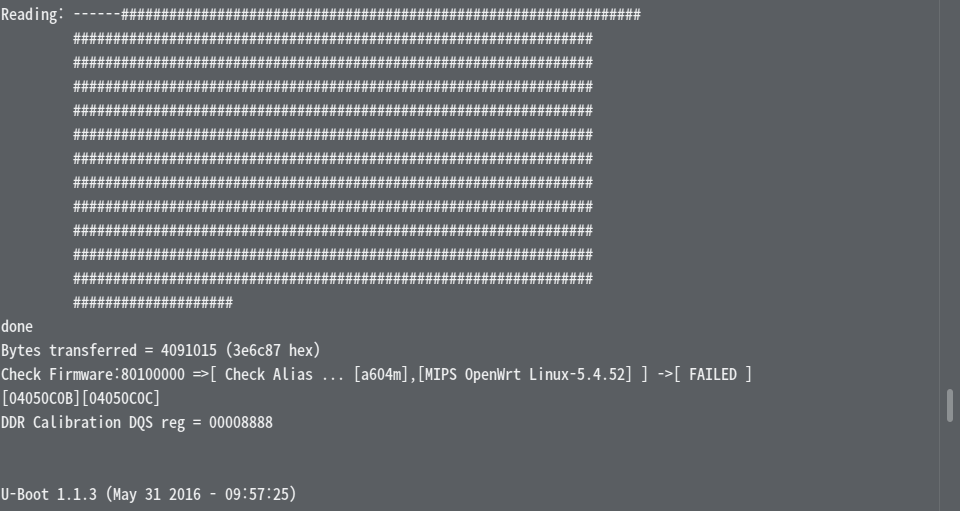 Reading: ------#################################################################
#################################################################
#################################################################
#################################################################
#################################################################
#################################################################
#################################################################
#################################################################
#################################################################
#################################################################
#################################################################
#################################################################
####################
done
Bytes transferred = 4091015 (3e6c87 hex)
Check Firmware:80100000 =>[ Check Alias ... [a604m],[MIPS OpenWrt Linux-5.4.52] ] ->[ FAILED ]
[04050C0B][04050C0C]
DDR Calibration DQS reg = 00008888
U-Boot 1.1.3 (May 31 2016 - 09:57:25)